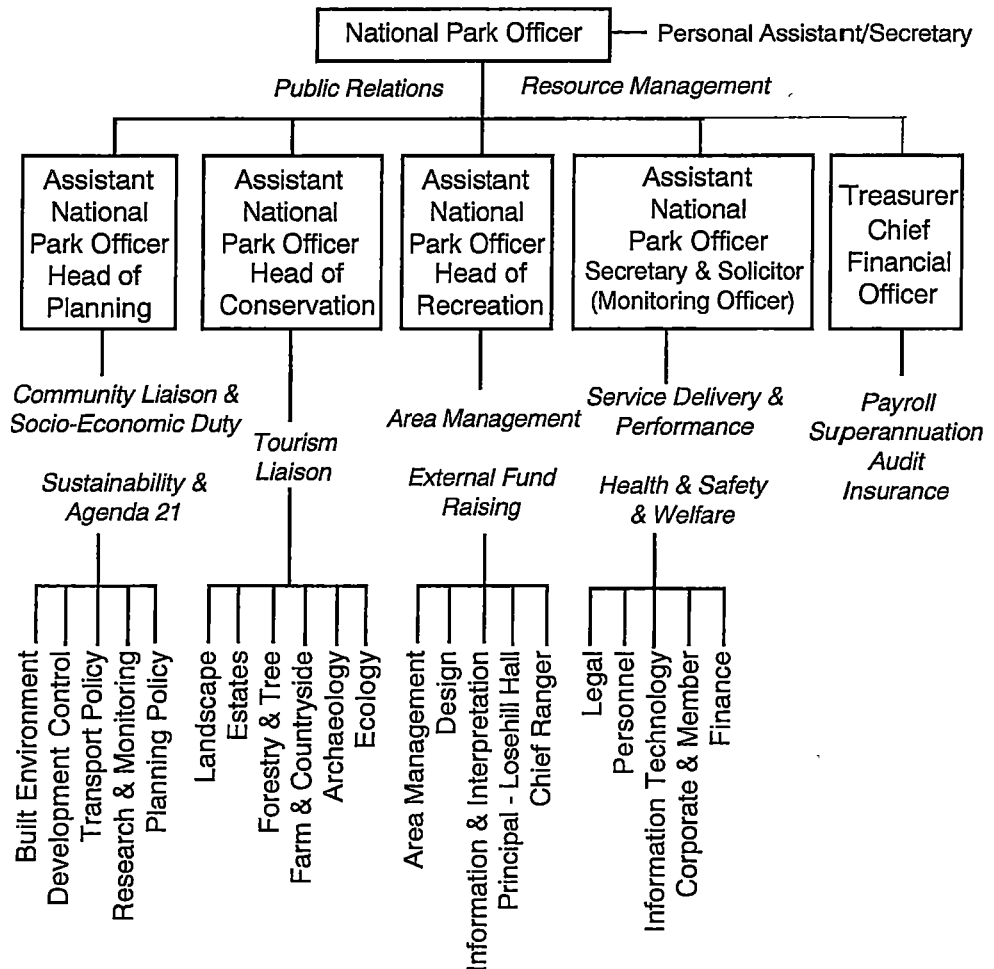 National Park Officer
Personal Assistant/Secretary
Public Relations
Resource Management
Assistant
National
Park Officer
Head of
Planning
Assistant
National
Park Officer
Head of
Conservation
Assistant
National
Park Officer
Head of
Recreation
Assistant
National
Park Officer
Secretary & Solicitor
(Monitoring Officer)
Treasurer
Chief
Financial
Officer
Community Liaison &
Socio-Economic Duty
Sustainability &
Agenda 21
Tourism
Liaison
Area Management
External Fund
Raising
Service Delivery &
Performance
Health & Safety
& Welfare
Payroll
Superannuation
Audit
Insurance
Built Environment
Development Control
Transport Policy
Research & Monitoring
Planning Policy
Landscape
Estates
Forestry & Tree
Farm & Countryside
Archaeology
Ecology
Area Management
Design
Information & Interpretation
Principal - Losehill Hall
Chief Ranger
Legal
Personnel
Information Technology
Corporate & Member
Finance